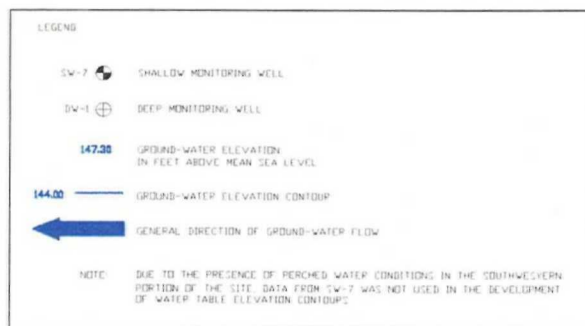 LEGEND
SW-7 SHALLOW MONITORING WELL
DW-1 DEEP MONITORING WELL
147.30 GROUND-WATER ELEVATION
IN FEET ABOVE MEAN SEA LEVEL
144.00 GROUND-WATER ELEVATION CONTOUR
GENERAL DIRECTION OF GROUND-WATER FLOW
NOTE: DUE TO THE PRESENCE OF PERCHED WATER CONDITIONS IN THE SOUTHWESTERN
PORTION OF THE SITE, DATA FROM SW-7 WAS NOT USED IN THE DEVELOPMENT
OF WATER TABLE ELEVATION CONTOURS